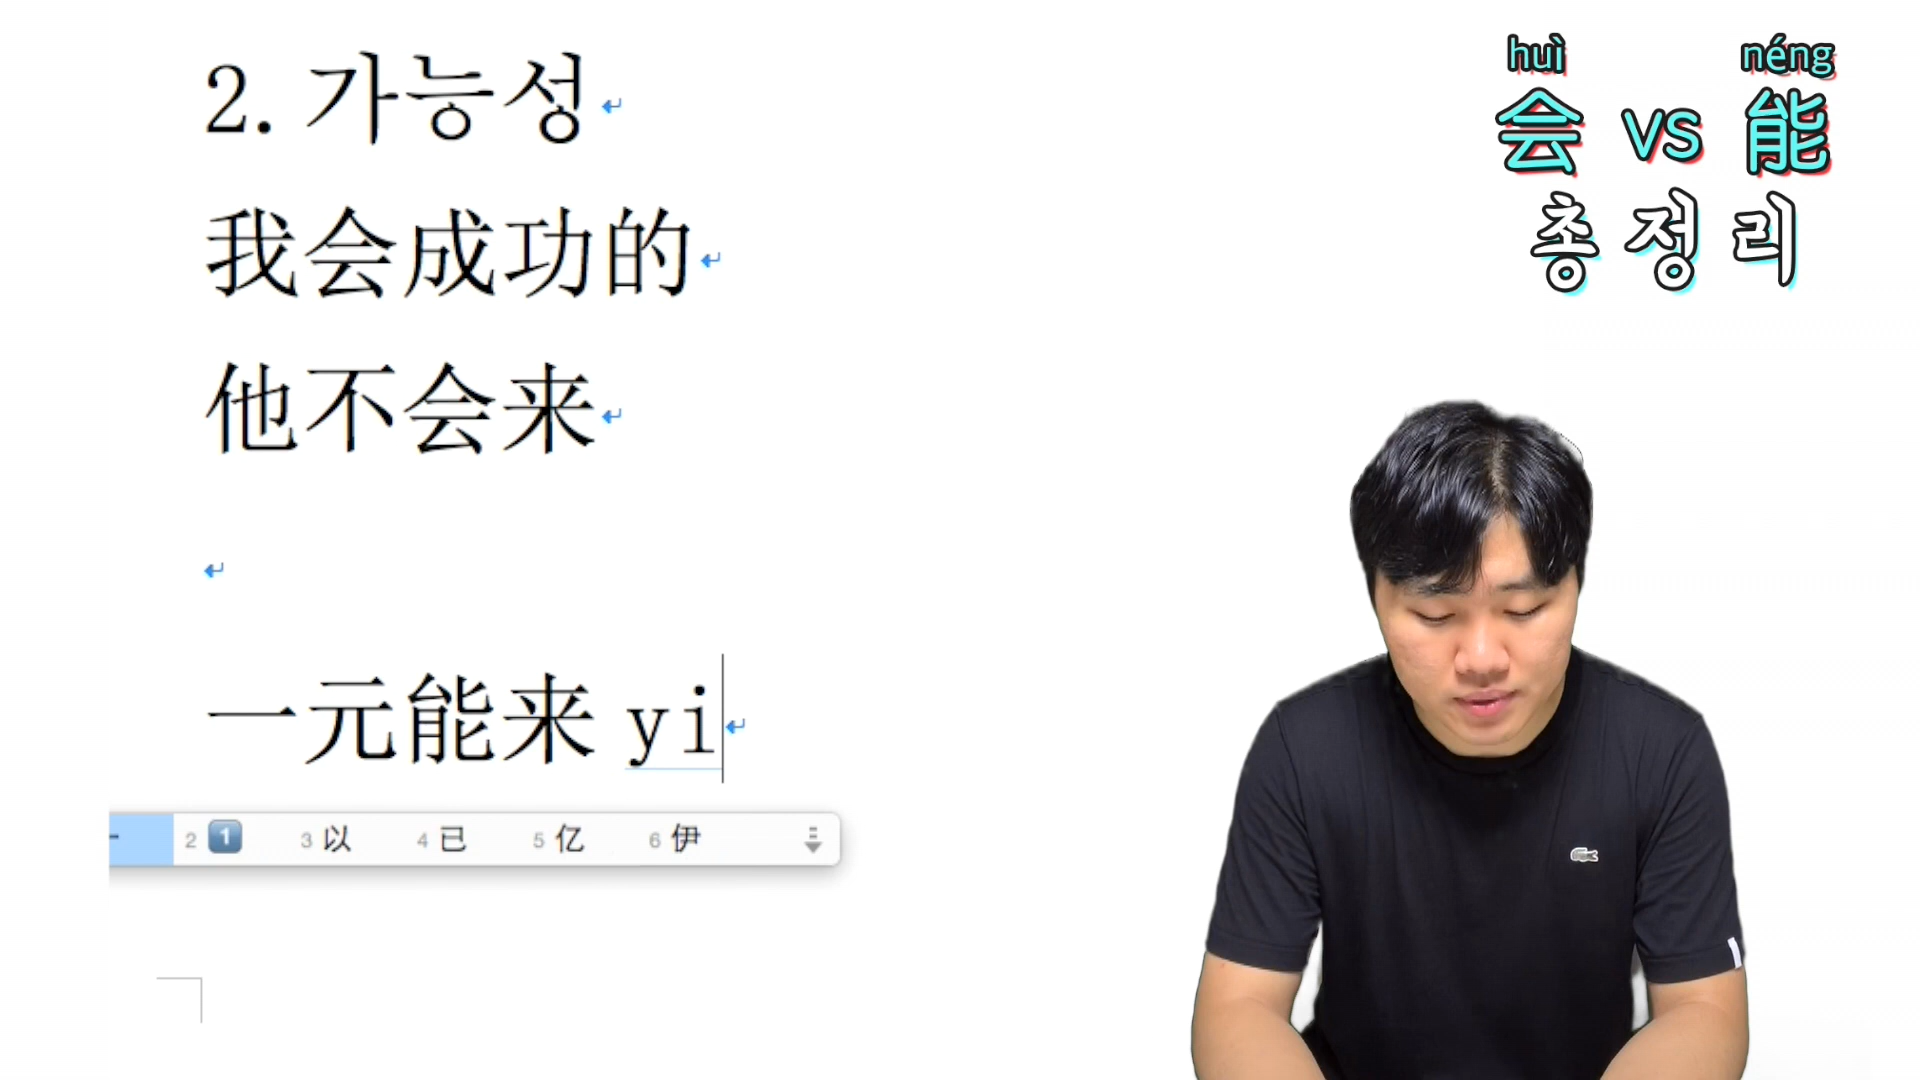 2. 가능성
我会成功的
他不会来
一元能来 yi
一 2 1 3 以 4 已 5 亿 6 伊
huì néng
会 vs 能
총정리